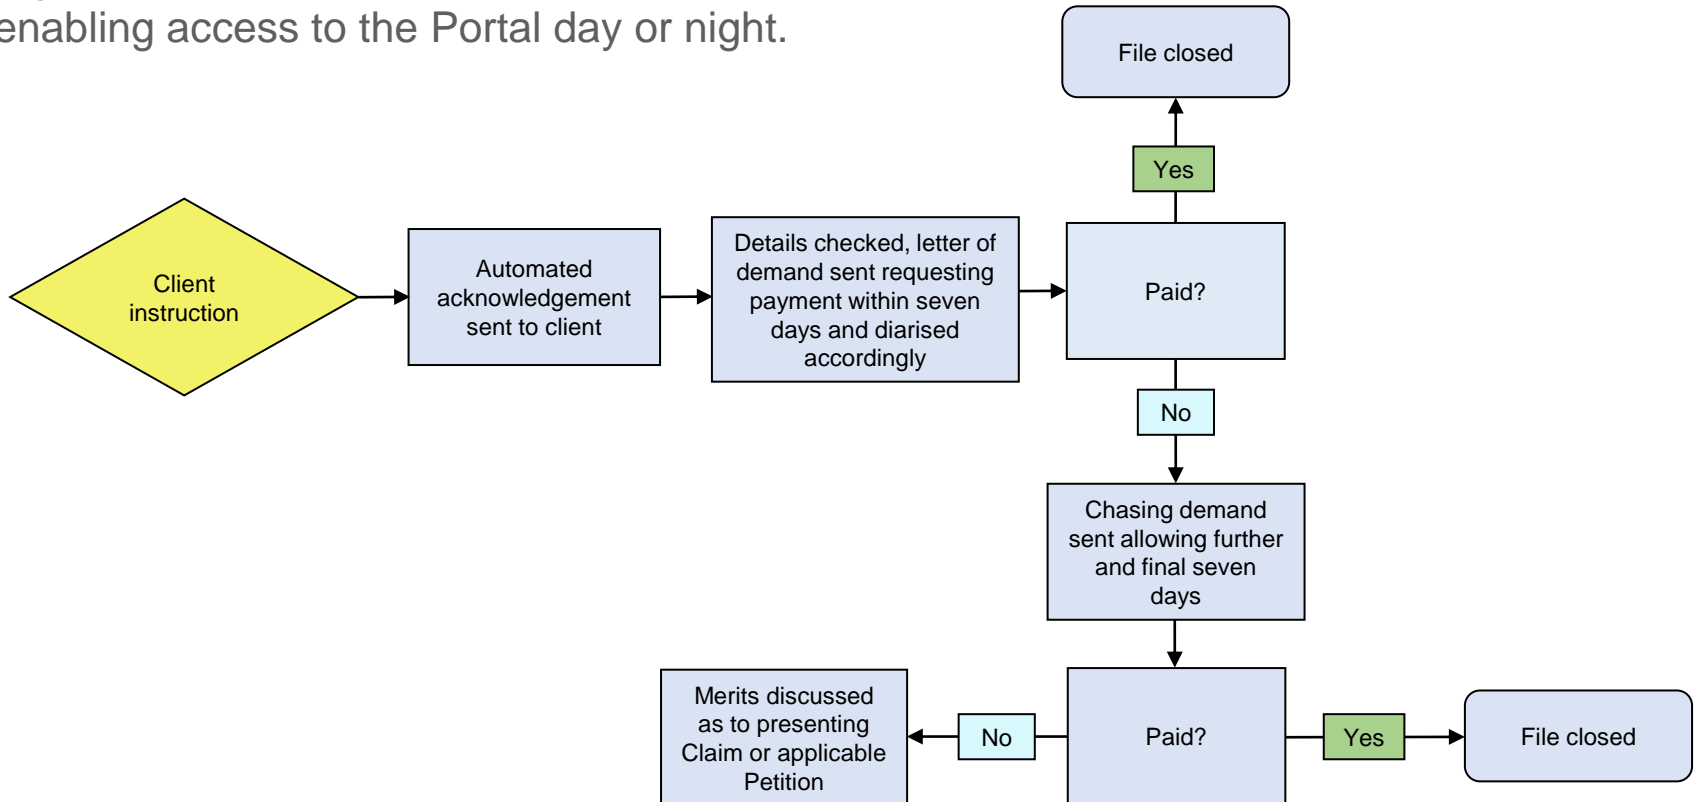 enabling access to the Portal day or night.
File closed
Yes
Client
instruction
Automated
acknowledgement
sent to client
Details checked, letter of
demand sent requesting
payment within seven
days and diarised
accordingly
Paid?
No
Chasing demand
sent allowing further
and final seven
days
Merits discussed
as to presenting
Claim or applicable
Petition
No
Paid?
Yes
File closed